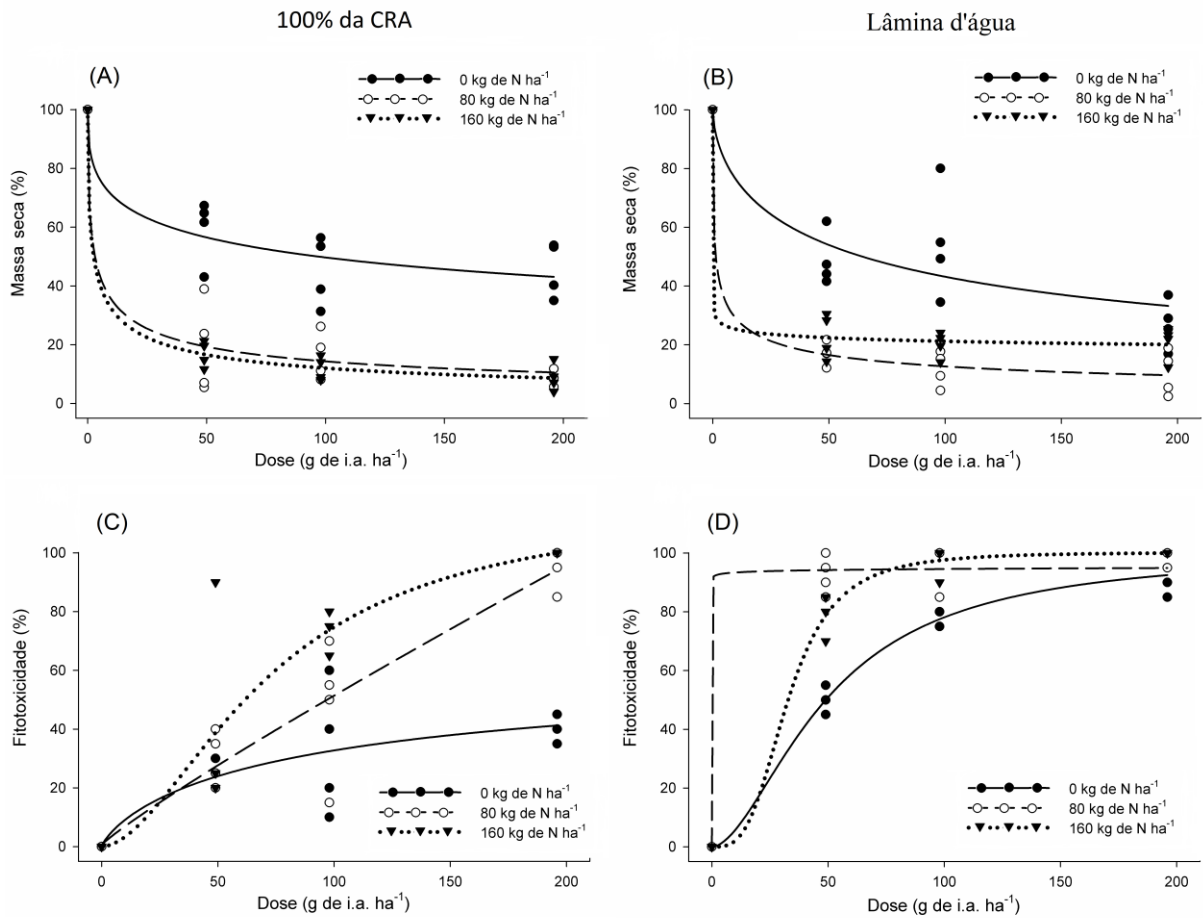 100% da CRA
Lâmina d'água
(A)
0 kg de N ha⁻¹
80 kg de N ha⁻¹
160 kg de N ha⁻¹
100
80
60
40
20
0
Massa seca (%)
0
50
100
150
200
Dose (g de i.a. ha⁻¹)
(B)
0 kg de N ha⁻¹
80 kg de N ha⁻¹
160 kg de N ha⁻¹
100
80
60
40
20
0
Massa seca (%)
0
50
100
150
200
Dose (g de i.a. ha⁻¹)
(C)
100
80
60
40
20
0
Fitotoxicidade (%)
0 kg de N ha⁻¹
80 kg de N ha⁻¹
160 kg de N ha⁻¹
0
50
100
150
200
Dose (g de i.a. ha⁻¹)
(D)
100
80
60
40
20
0
Fitotoxicidade (%)
0 kg de N ha⁻¹
80 kg de N ha⁻¹
160 kg de N ha⁻¹
0
50
100
150
200
Dose (g de i.a. ha⁻¹)